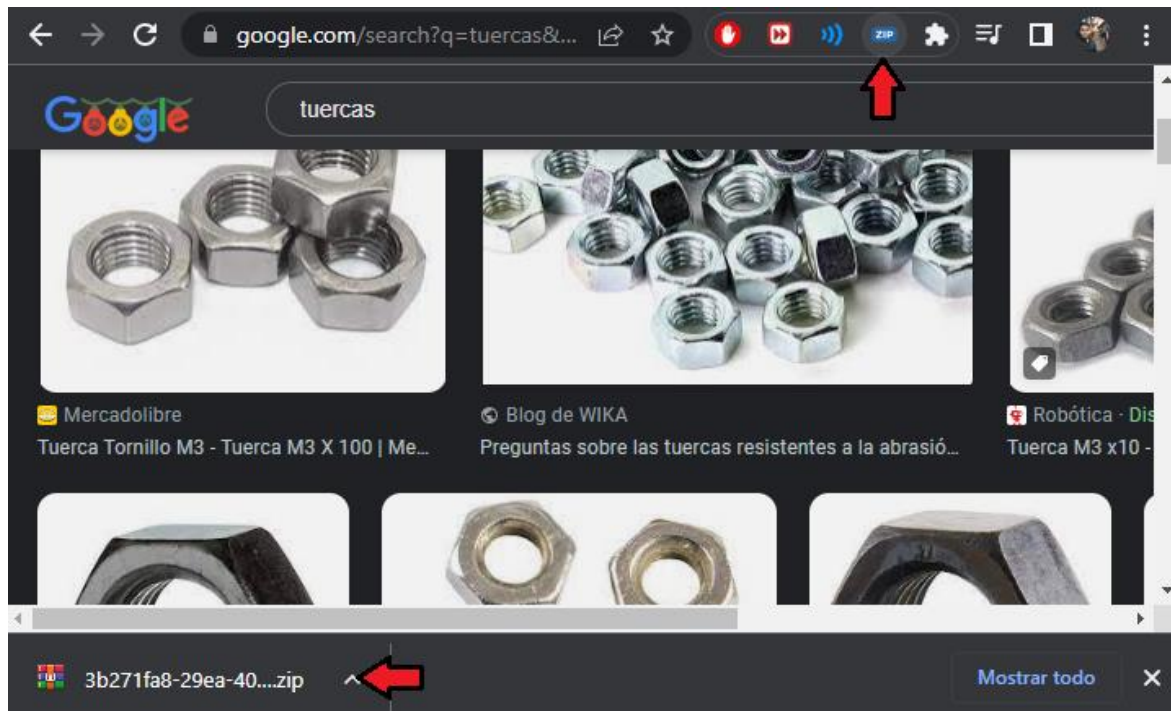 google.com/search?q=tuercas&...
ZIP
Google
tuercas
Mercadolibre
Tuerca Tornillo M3 - Tuerca M3 X 100 | Me...
Blog de WIKA
Preguntas sobre las tuercas resistentes a la abrasió...
Robótica · Dis
Tuerca M3 x10 -
3b271fa8-29ea-40....zip
Mostrar todo